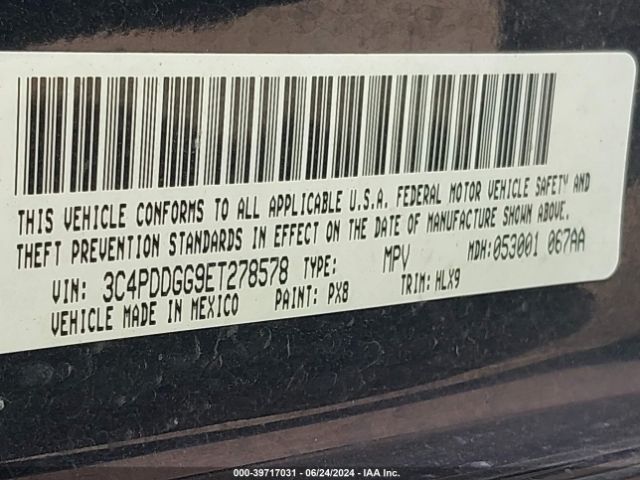 THIS VEHICLE CONFORMS TO ALL APPLICABLE U.S.A. FEDERAL MOTOR VEHICLE SAFETY AND
THEFT PREVENTION STANDARDS IN EFFECT ON THE DATE OF MANUFACTURE SHOWN ABOVE.
VIN: 3C4PDDGG9ET278578 TYPE: MPV MDH: 053001 067AA
VEHICLE MADE IN MEXICO PAINT: PX8 TRIM: HLX9
000-39717031 - 06/24/2024 - IAA Inc.